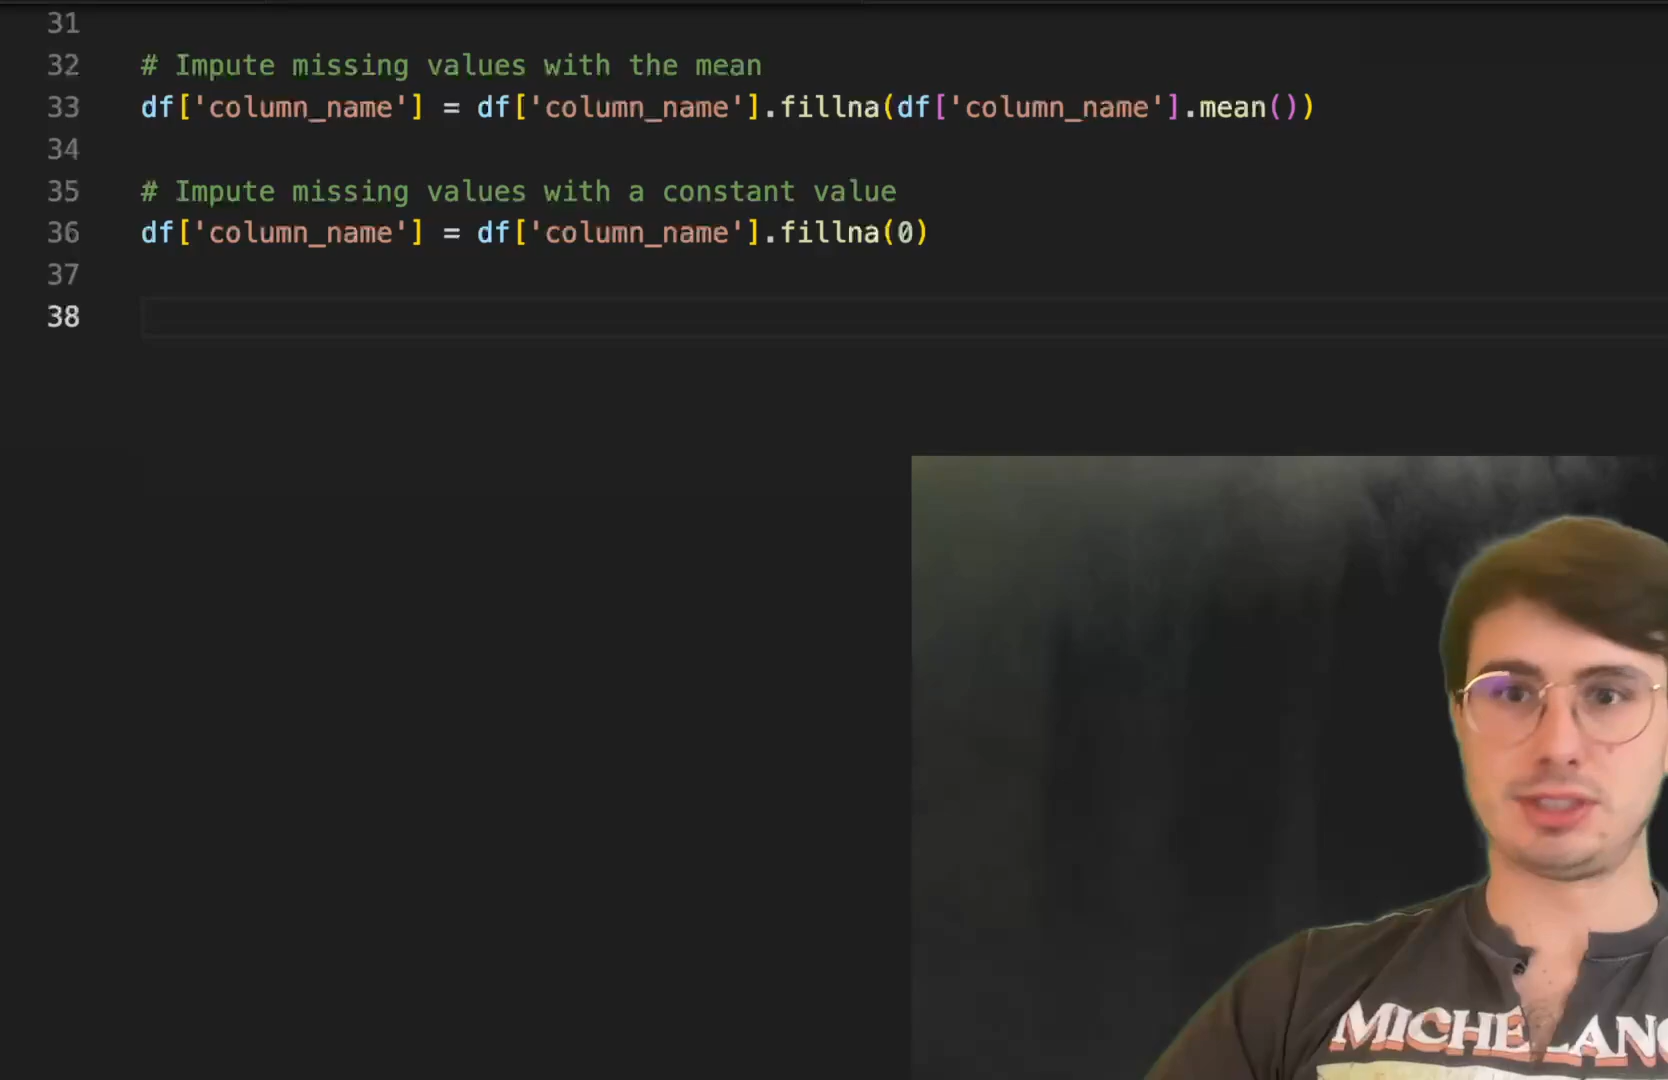 31
32 # Impute missing values with the mean
33 df['column_name'] = df['column_name'].fillna(df['column_name'].mean())
34
35 # Impute missing values with a constant value
36 df['column_name'] = df['column_name'].fillna(0)
37
38